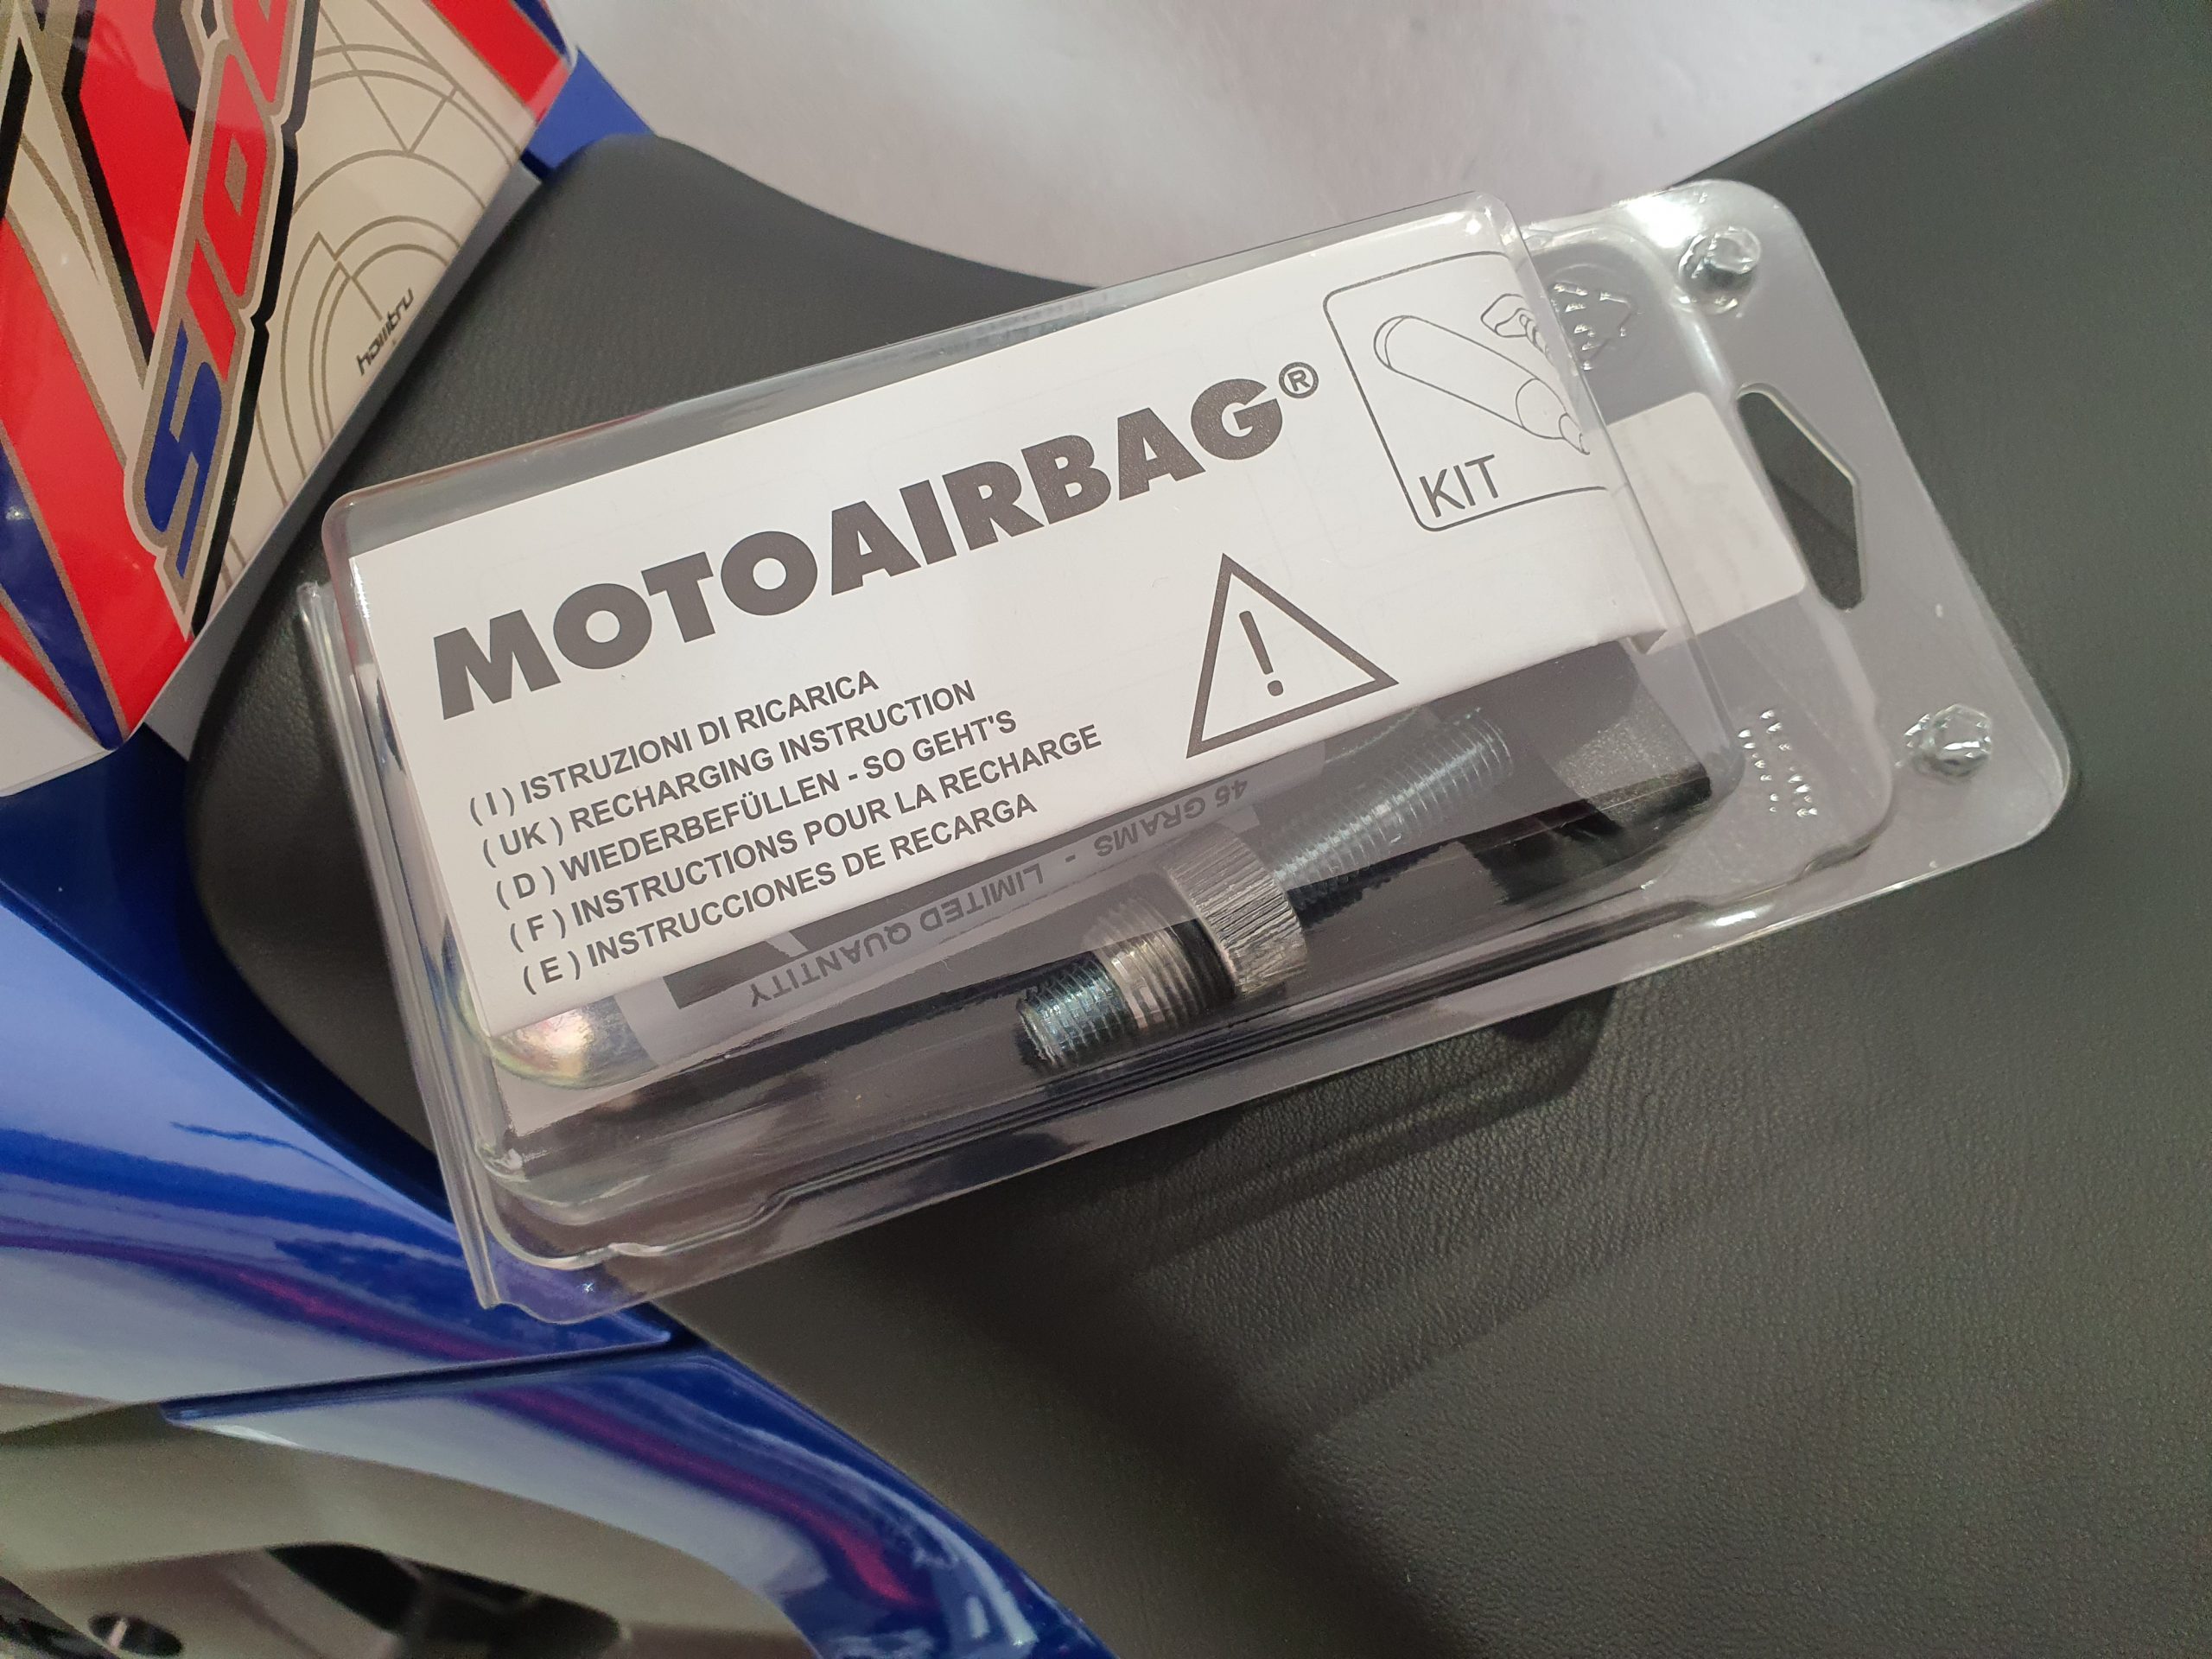 MOTOAIRBAG®
KIT
( I ) ISTRUZIONI DI RICARICA
( UK ) RECHARGING INSTRUCTION
( D ) WIEDERBEFÜLLEN - SO GEHT'S
( F ) INSTRUCTIONS POUR LA RECHARGE
( E ) INSTRUCCIONES DE RECARGA
45 GRAMS - LIMITED QUANTITY